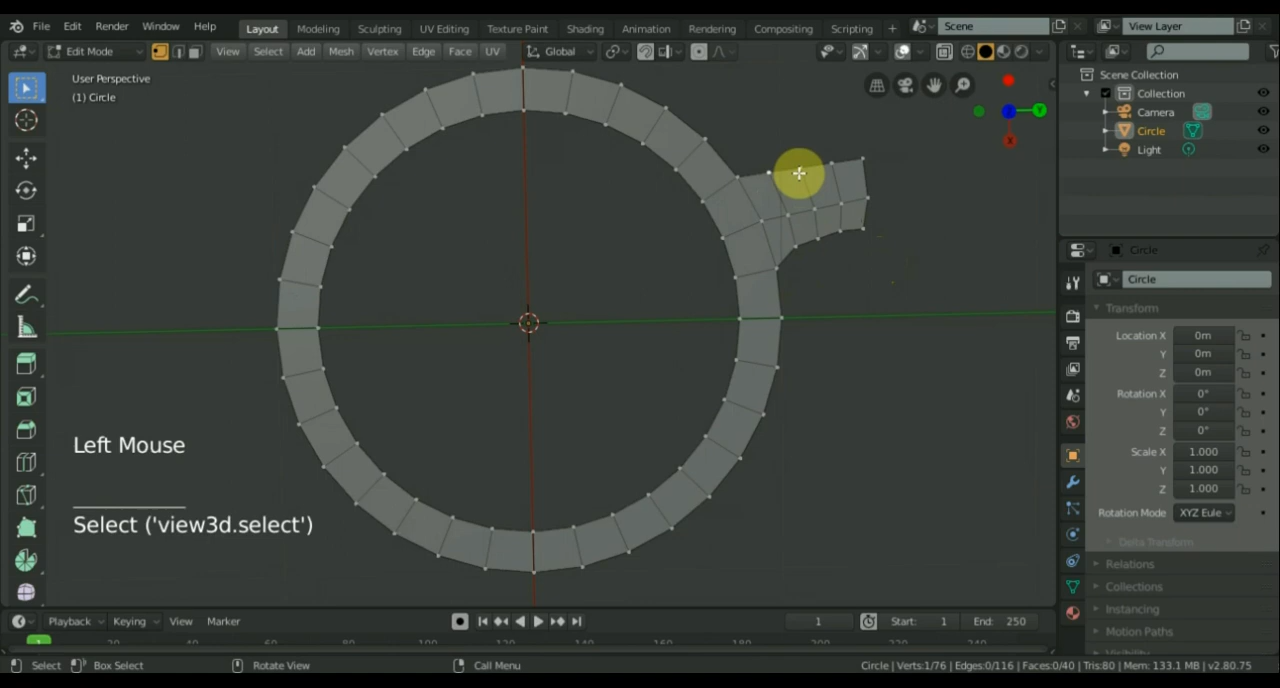 File Edit Render Window Help Layout Modeling Sculpting UV Editing Texture Paint Shading Animation Rendering Compositing Scripting + Scene View Layer
Edit Mode View Select Add Mesh Vertex Edge Face UV Global
User Perspective
(1) Circle
Scene Collection
Collection
Camera
Circle
Light
Circle
Circle
Transform
Location X 0m
Y 0m
Z 0m
Rotation X 0°
Y 0°
Z 0°
Scale X 1.000
Y 1.000
Z 1.000
Rotation Mode XYZ Eule
Delta Transform
Relations
Collections
Instancing
Motion Paths
Left Mouse
Select ('view3d.select')
Playback Keying View Marker 1 Start: 1 End: 250
1
Select Box Select Rotate View Call Menu Circle | Verts:1/76 | Edges:0/116 | Faces:0/40 | Tris:80 | Mem: 133.1 MB | v2.80.75